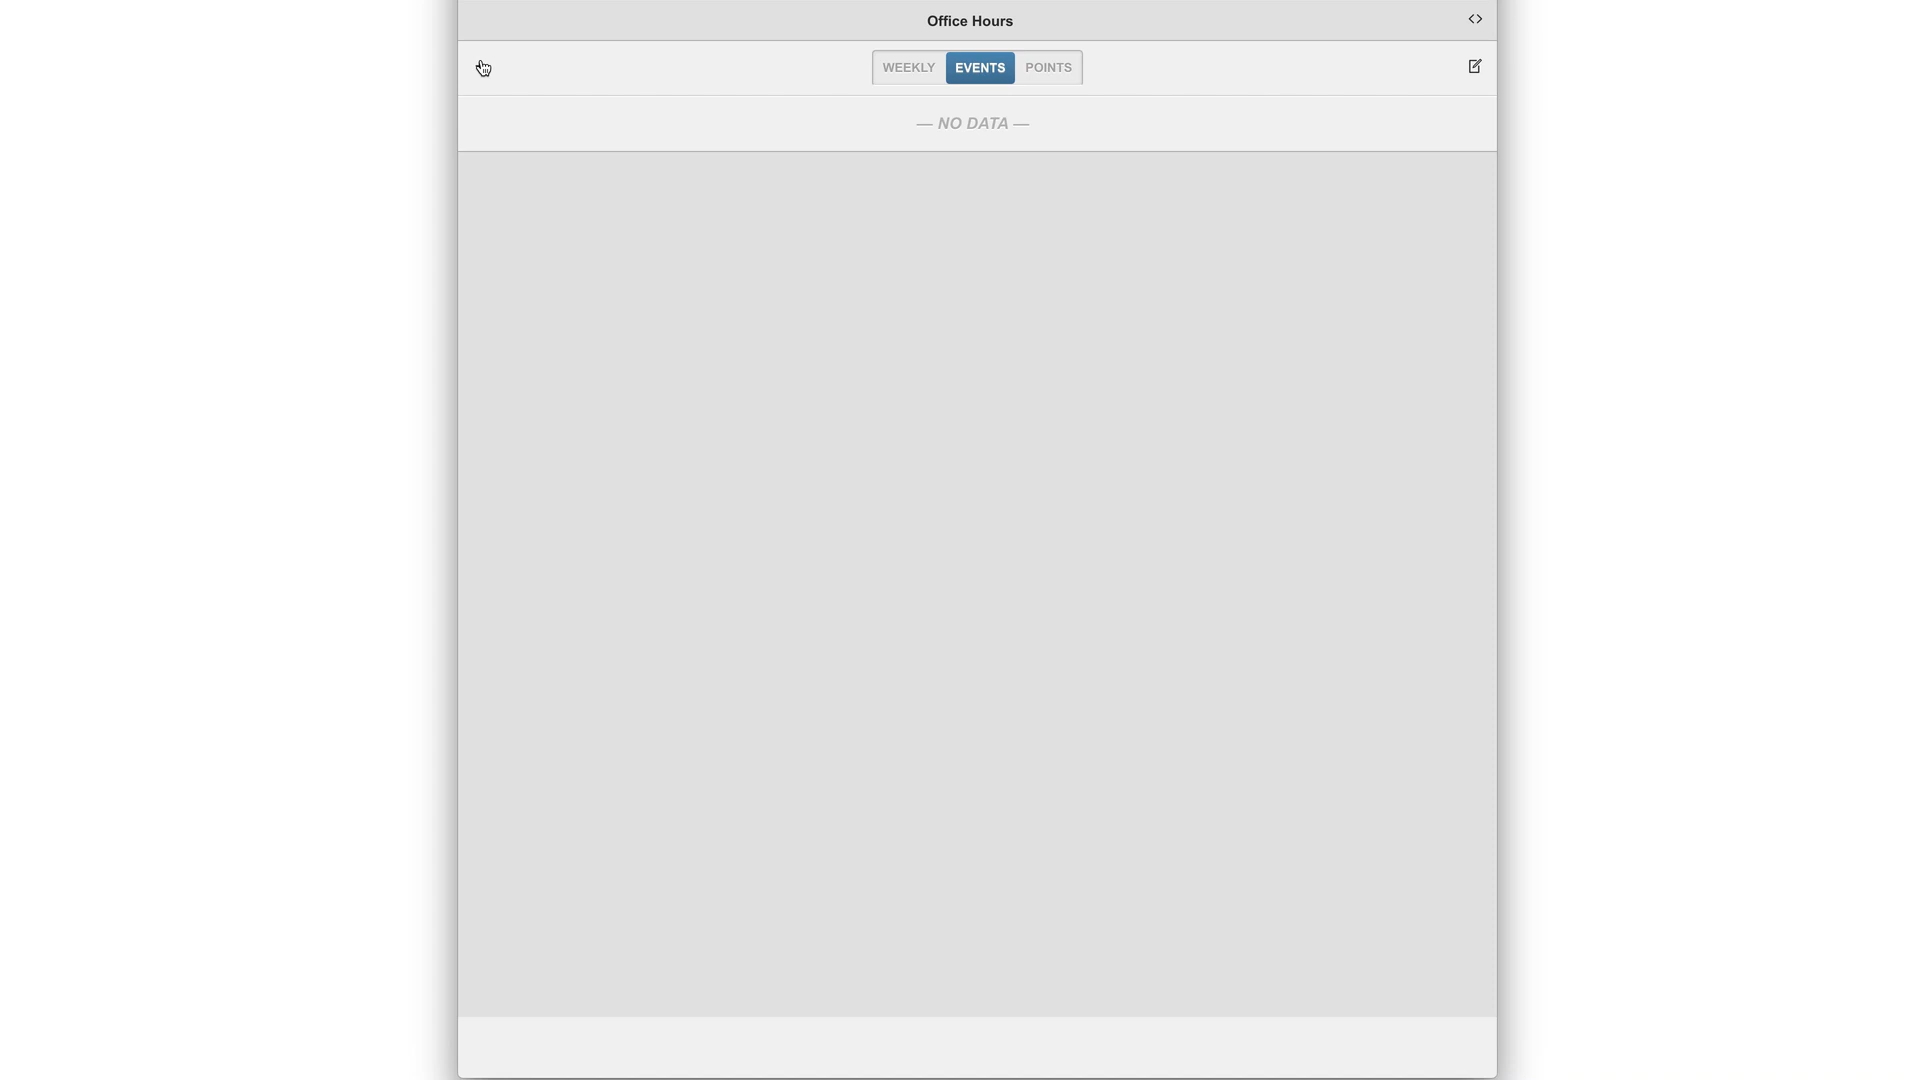 Office Hours
WEEKLY EVENTS POINTS
— NO DATA —